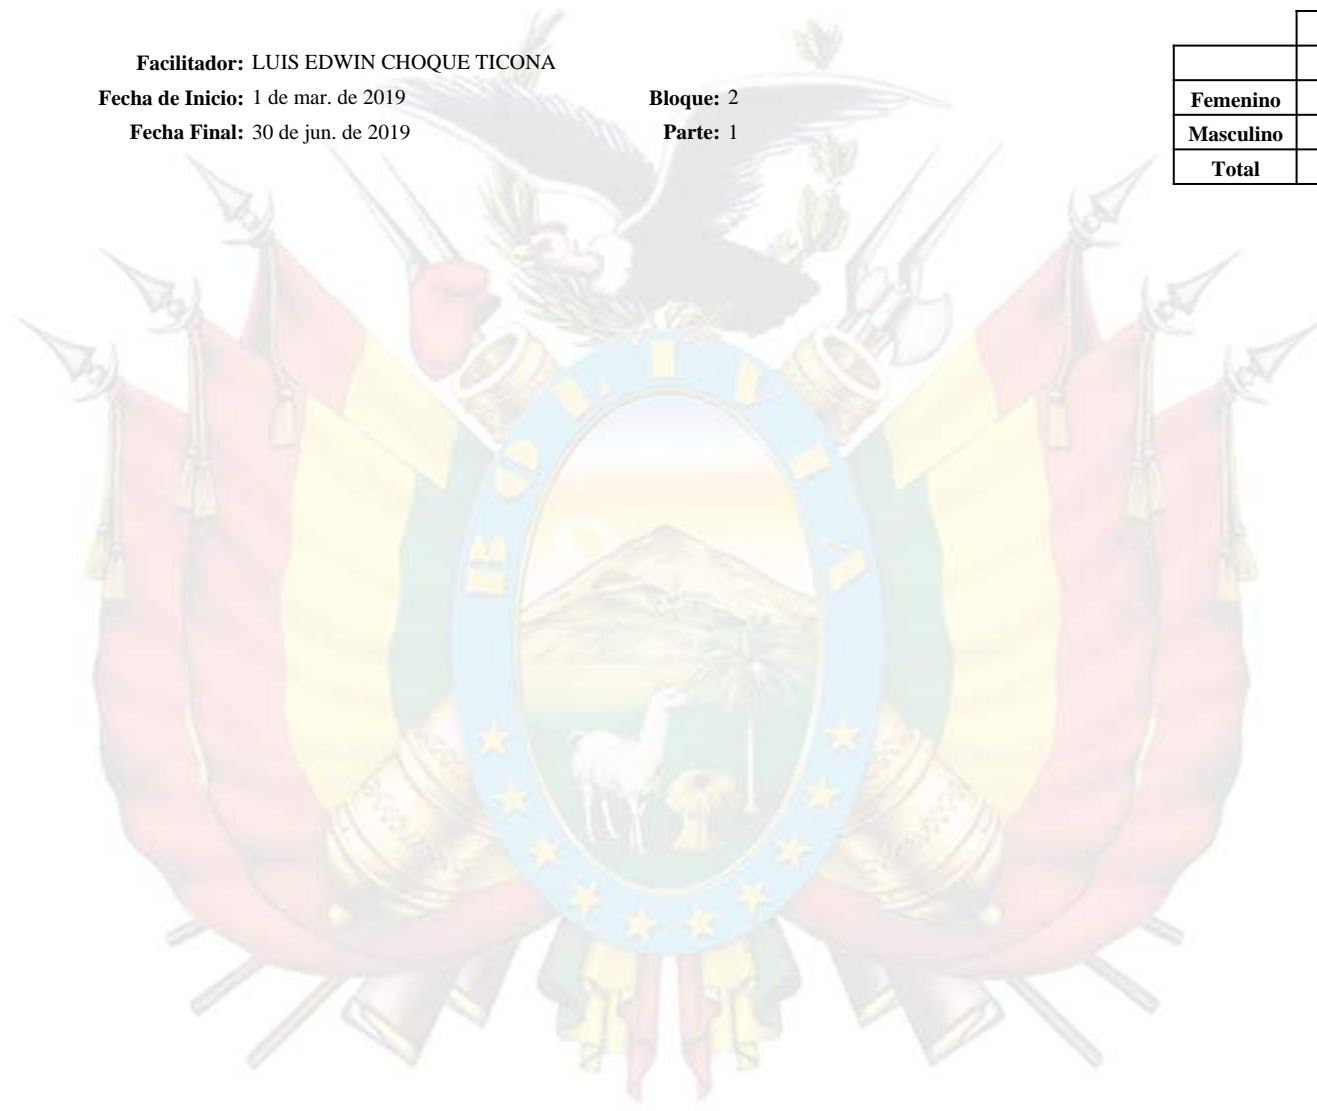 Facilitador: LUIS EDWIN CHOQUE TICONA
Fecha de Inicio: 1 de mar. de 2019 Bloque: 2
Fecha Final: 30 de jun. de 2019 Parte: 1
Femenino
Masculino
Total
BOLIVIA